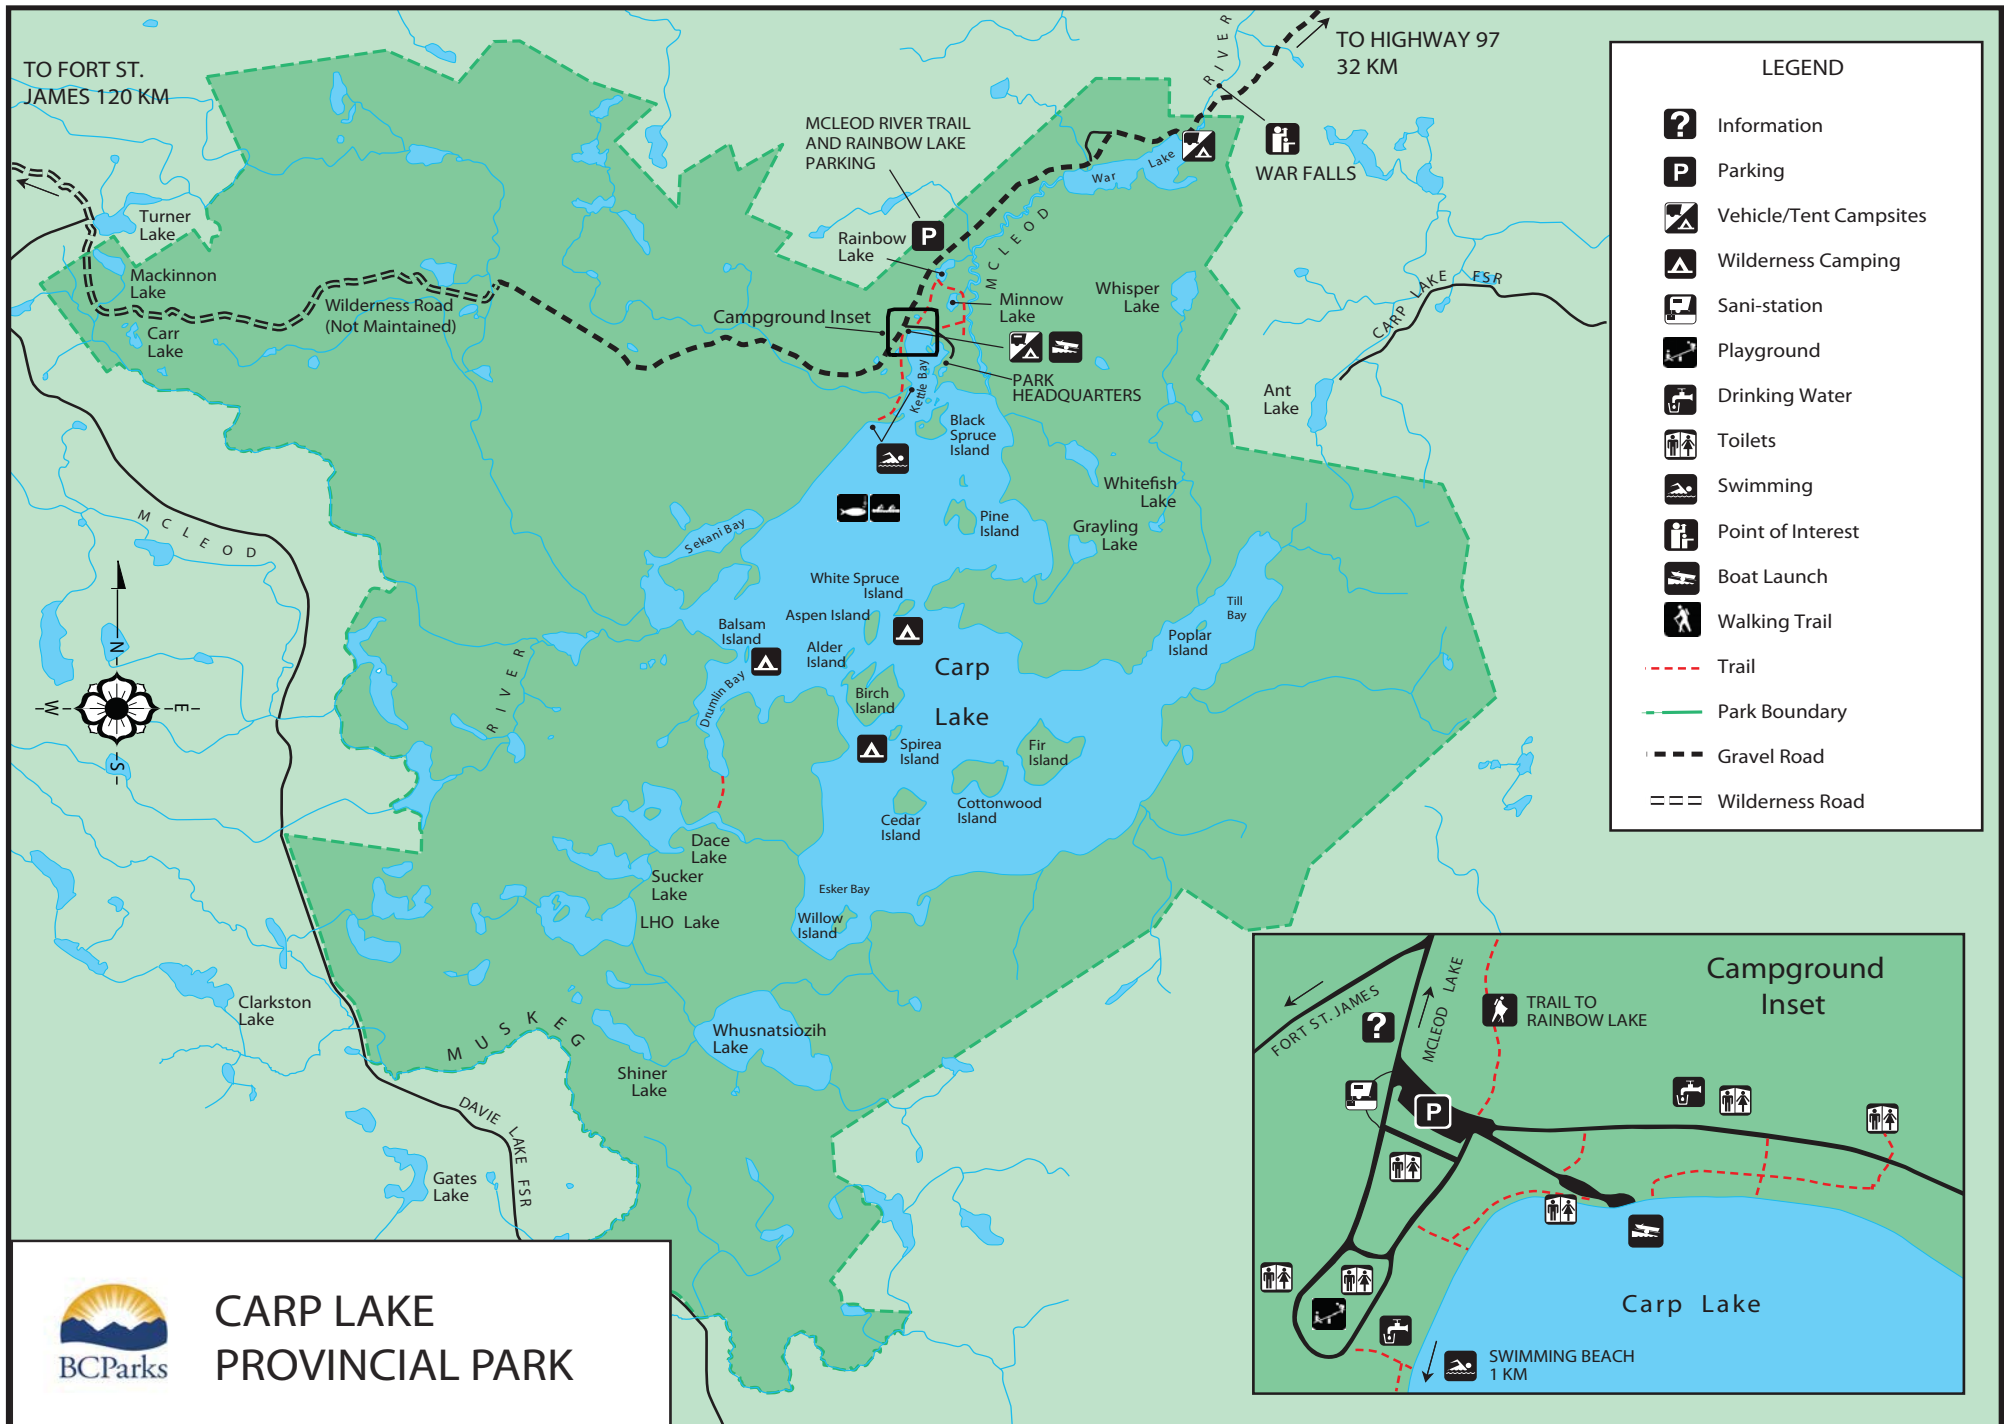 TO FORT ST.
JAMES 120 KM
TO HIGHWAY 97
32 KM
RIVER
MCLEOD RIVER TRAIL
AND RAINBOW LAKE
PARKING
P
WAR FALLS
War Lake
MCLEOD
Turner
Lake
Mackinnon
Lake
Carr
Lake
Wilderness Road
(Not Maintained)
Rainbow
Lake
Minnow
Lake
Whisper
Lake
Campground Inset
PARK
HEADQUARTERS
Kettle Bay
Black
Spruce
Island
CARP LAKE FSR
Ant
Lake
Whitefish
Lake
Grayling
Lake
Pine
Island
Sekani Bay
White Spruce
Island
Aspen Island
Balsam
Island
Alder
Island
Birch
Island
Drumlin Bay
Carp
Lake
Till
Bay
Poplar
Island
Spirea
Island
Fir
Island
Cottonwood
Island
Cedar
Island
Esker Bay
Willow
Island
Dace
Lake
Sucker
Lake
LHO Lake
MCLEOD
RIVER
N
W
E
S
Clarkston
Lake
MUSKEG
Whusnatsiozih
Lake
Shiner
Lake
DAVIE LAKE FSR
Gates
Lake
LEGEND
? Information
P Parking
Vehicle/Tent Campsites
Wilderness Camping
Sani-station
Playground
Drinking Water
Toilets
Swimming
Point of Interest
Boat Launch
Walking Trail
Trail
Park Boundary
Gravel Road
Wilderness Road
Campground
Inset
FORT ST. JAMES
MCLEOD LAKE
?
TRAIL TO
RAINBOW LAKE
P
Carp Lake
SWIMMING BEACH
1 KM
BCParks
CARP LAKE
PROVINCIAL PARK